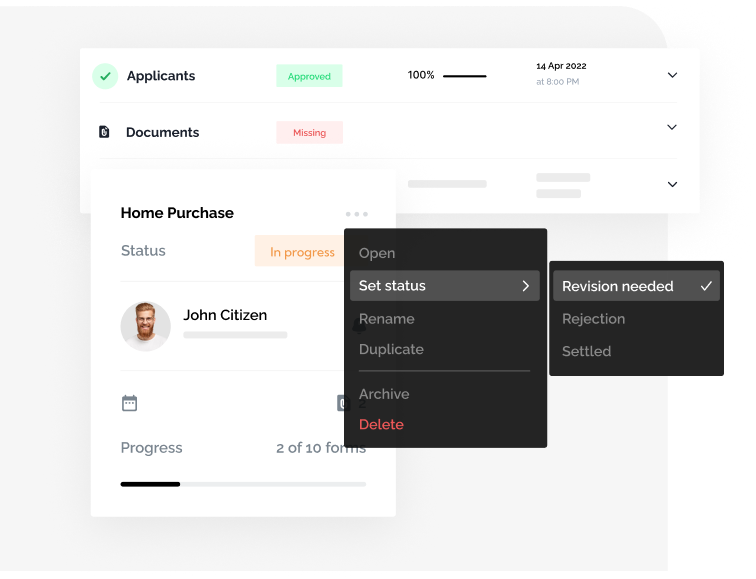 Applicants
Approved
100%
14 Apr 2022
at 8:00 PM
Documents
Missing
Home Purchase
Status
In progress
John Citizen
Progress
2 of 10 forms
Open
Set status
Rename
Duplicate
Archive
Delete
Revision needed
Rejection
Settled